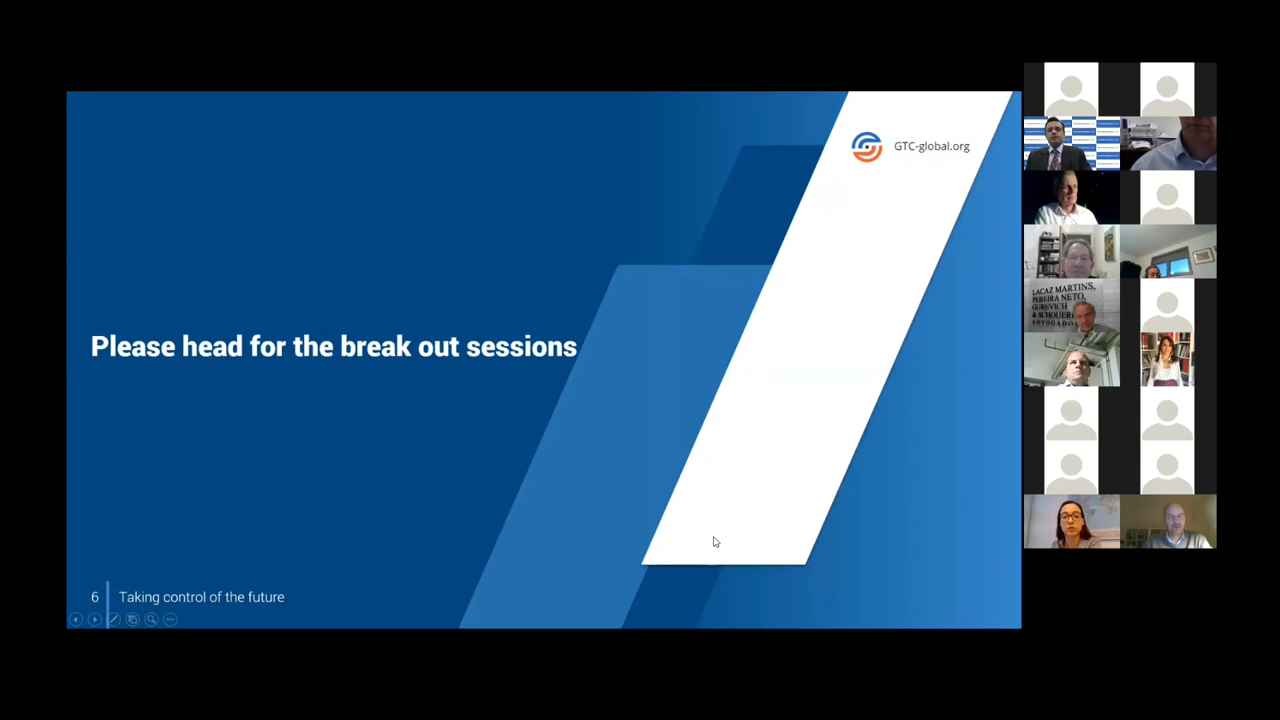 GTC-global.org
Please head for the break out sessions
6 Taking control of the future
LACAZ MARTINS,
PEREIRA NETO,
GUREVICH
& SCHOUERI
ADVOGADOS